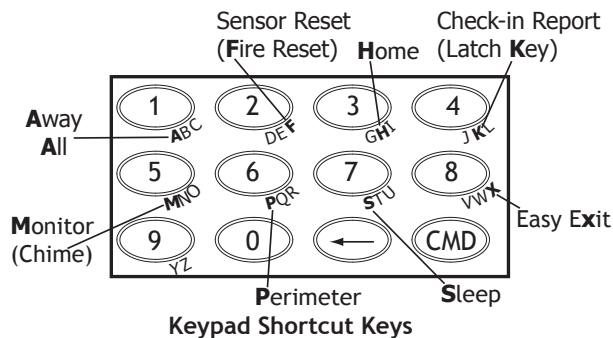 Sensor Reset
(Fire Reset)
Home
Check-in Report
(Latch Key)
Away
All
1
ABC
2
DEF
3
GHI
4
JKL
5
MNO
6
PQR
7
STU
8
VWX
Easy Exit
Monitor
(Chime)
9
YZ
0
CMD
Perimeter
Sleep
Keypad Shortcut Keys